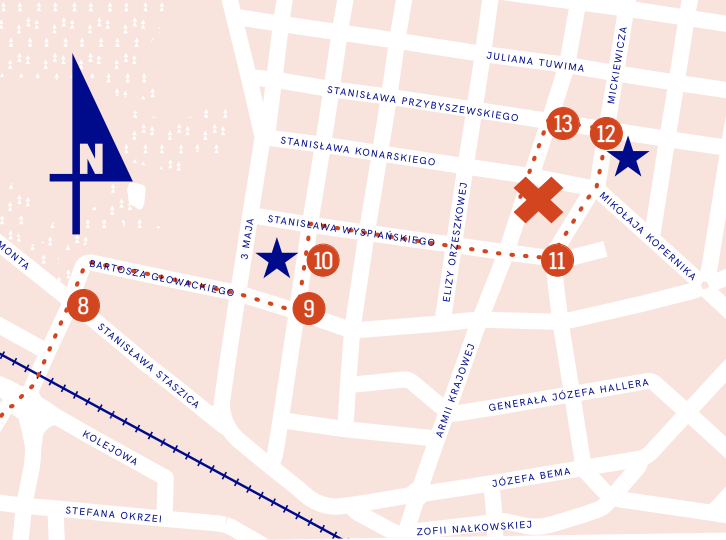 JULIANA TUWIMA
MICKIEWICZA
STANISŁAWA PRZYBYSZEWSKIEGO
13
12
STANISŁAWA KONARSKIEGO
N
ELIZY ORZESZKOWEJ
MIKOŁAJA KOPERNIKA
3 MAJA
STANISŁAWA WYSPIAŃSKIEGO
10
11
MONTA
BARTOSZA GŁOWACKIEGO
8
9
STANISŁAWA STASZICA
ARMII KRAJOWEJ
GENERAŁA JÓZEFA HALLERA
KOLEJOWA
JÓZEFA BEMA
STEFANA OKRZEI
ZOFII NAŁKOWSKIEJ